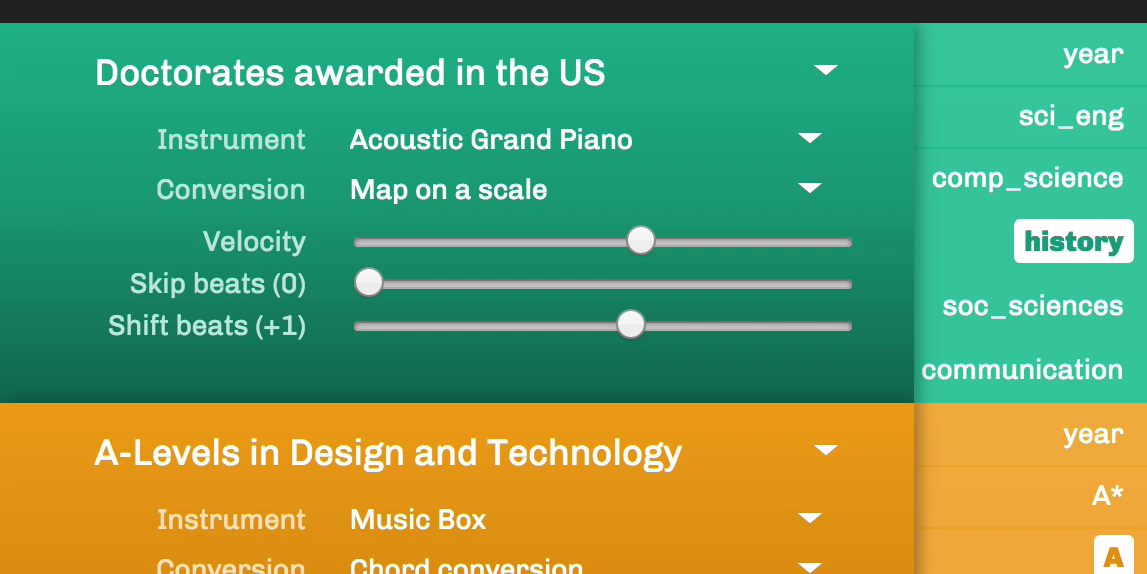 Doctorates awarded in the US
Instrument Acoustic Grand Piano
Conversion Map on a scale
Velocity
Skip beats (0)
Shift beats (+1)
year
sci_eng
comp_science
history
soc_sciences
communication
A-Levels in Design and Technology
Instrument Music Box
Conversion Chord conversion
year
A*
A